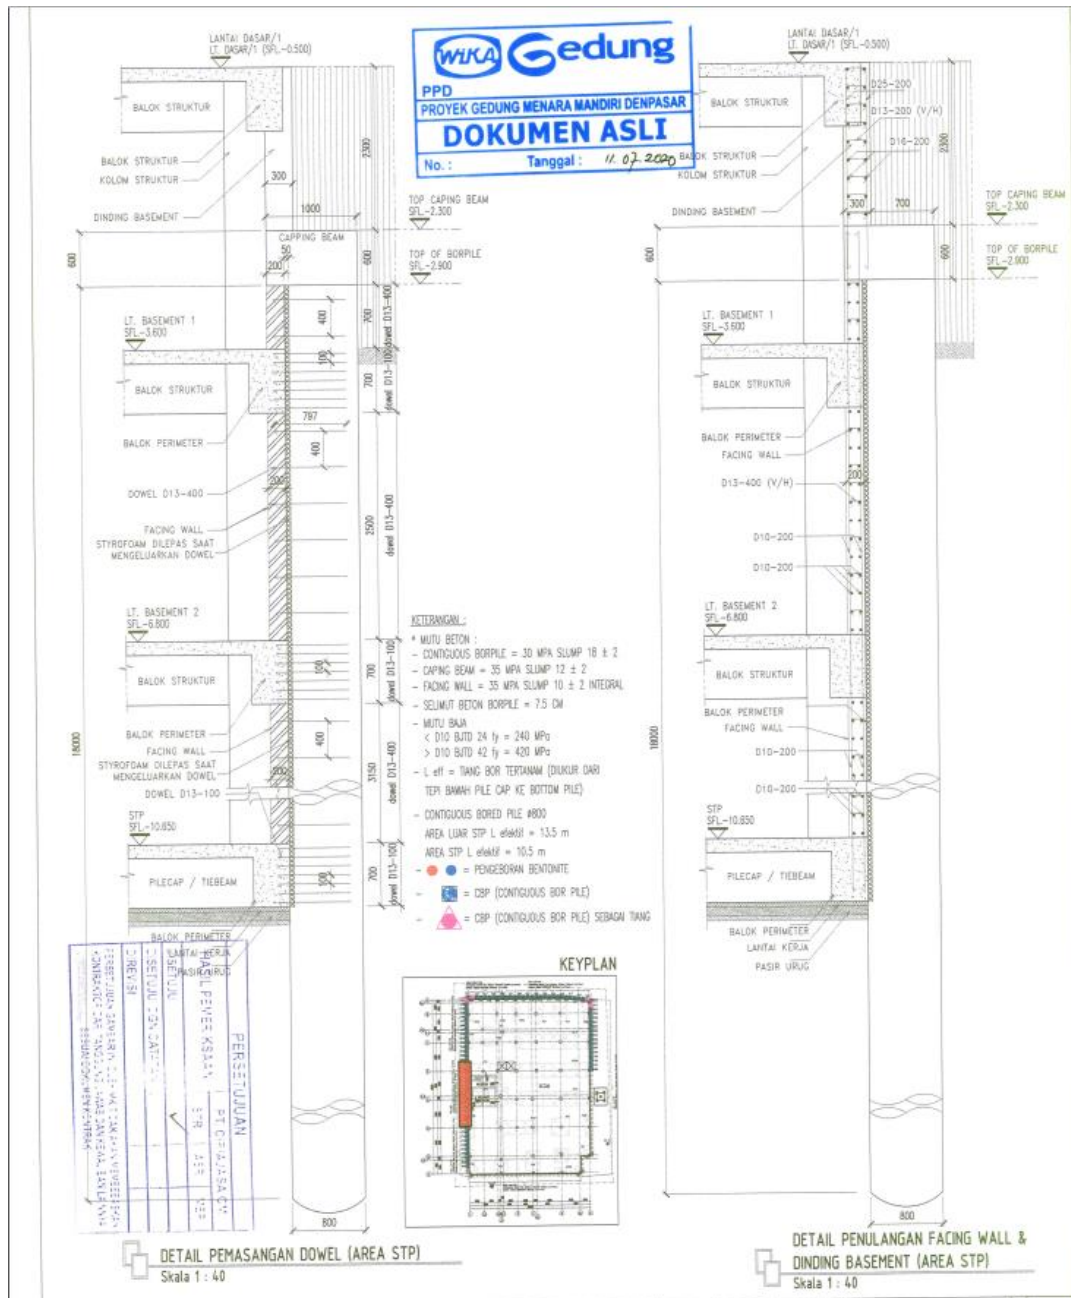 LANTAI DASAR/1
LT. DASAR/1 (SFL-0.500)
BALOK STRUKTUR
BALOK STRUKTUR
KOLOM STRUKTUR
DINDING BASEMENT
300
1000
2300
TOP CAPING BEAM
SFL-2.300
CAPPING BEAM
50
200
600
600
TOP OF BORPILE
SFL-2.900
LT. BASEMENT 1
SFL-3.600
400
700
dowel D13-400
100
700
dowel D13-100
BALOK STRUKTUR
787
BALOK PERIMETER
400
DOWEL D13-400
200
FACING WALL
STYROFOAM DILEPAS SAAT
MENGELUARKAN DOWEL
2500
dowel D13-400
LT. BASEMENT 2
SFL-6.800
BALOK STRUKTUR
100
700
dowel D13-100
BALOK PERIMETER
FACING WALL
STYROFOAM DILEPAS SAAT
MENGELUARKAN DOWEL
400
200
DOWEL D13-100
3150
dowel D13-400
18000
STP
SFL-10.850
PILECAP / TIEBEAM
100
700
dowel D13-100
BALOK PERIMETER
LANTAI KERJA
PASIR URUG
800
DETAIL PEMASANGAN DOWEL (AREA STP)
Skala 1 : 40
WIKA Gedung
PPD
PROYEK GEDUNG MENARA MANDIRI DENPASAR
DOKUMEN ASLI
No. : Tanggal : 11.07.2020
KETERANGAN :
* MUTU BETON :
- CONTIGUOUS BORPILE = 30 MPA SLUMP 18 ± 2
- CAPING BEAM = 35 MPA SLUMP 12 ± 2
- FACING WALL = 35 MPA SLUMP 10 ± 2 INTEGRAL
- SELIMUT BETON BORPILE = 7.5 CM
- MUTU BAJA
< D10 BJTD 24 fy = 240 MPa
> D10 BJTD 42 fy = 420 MPa
- L eff = TIANG BOR TERTANAM (DIUKUR DARI
TEPI BAWAH PILE CAP KE BOTTOM PILE)
- CONTIGUOUS BORED PILE ø800
AREA LUAR STP L efektif = 13.5 m
AREA STP L efektif = 10.5 m
- = PENGEBORAN BENTONITE
- = CBP (CONTIGUOUS BOR PILE)
- = CBP (CONTIGUOUS BOR PILE) SEBAGAI TIANG
KEYPLAN
PERSETUJUAN
HASIL PEMERIKSAAN
STR
DIREVISI
LANTAI DASAR/1
LT. DASAR/1 (SFL-0.500)
D25-200
D13-200 (V/H)
D16-200
BALOK STRUKTUR
BALOK STRUKTUR
KOLOM STRUKTUR
DINDING BASEMENT
300
700
2300
TOP CAPING BEAM
SFL-2.300
600
600
TOP OF BORPILE
SFL-2.900
LT. BASEMENT 1
SFL-3.600
BALOK STRUKTUR
BALOK PERIMETER
FACING WALL
200
D13-400 (V/H)
D10-200
D10-200
LT. BASEMENT 2
SFL-6.800
BALOK STRUKTUR
BALOK PERIMETER
FACING WALL
D10-200
D10-200
18000
STP
SFL-10.850
PILECAP / TIEBEAM
BALOK PERIMETER
LANTAI KERJA
PASIR URUG
800
DETAIL PENULANGAN FACING WALL &
DINDING BASEMENT (AREA STP)
Skala 1 : 40